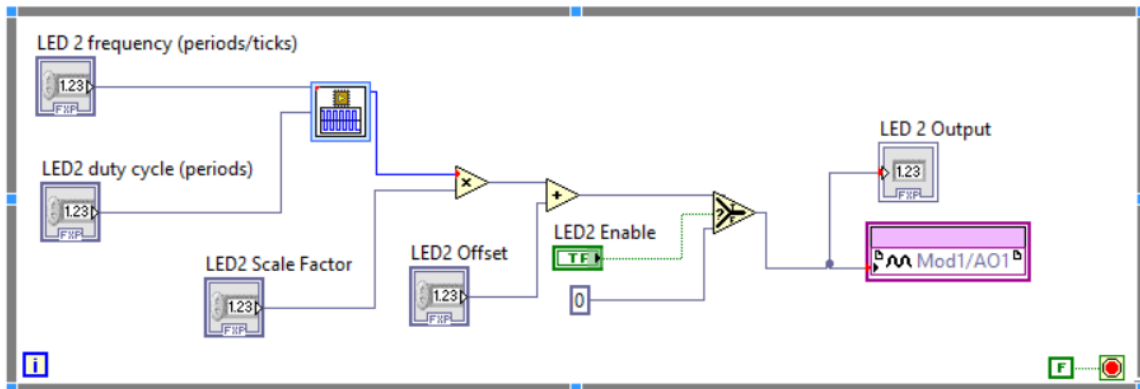 LED 2 frequency (periods/ticks)
1.23
FXP
LED2 duty cycle (periods)
1.23
FXP
LED2 Scale Factor
1.23
FXP
LED2 Offset
1.23
FXP
x
+
LED2 Enable
TF
0
?
T
F
LED 2 Output
1.23
FXP
Mod1/AO1
i
F